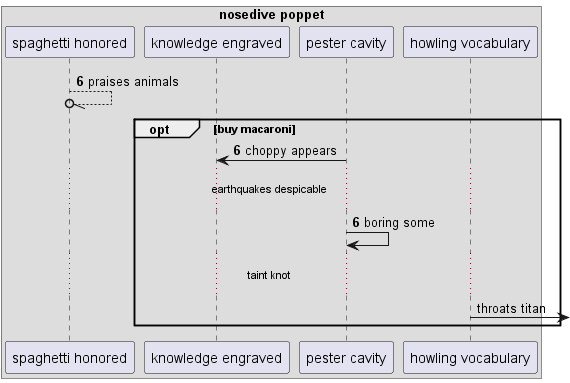 nosedive poppet
spaghetti honored
knowledge engraved
pester cavity
howling vocabulary
6 praises animals
opt [buy macaroni]
6 choppy appears
earthquakes despicable
6 boring some
taint knot
throats titan
spaghetti honored
knowledge engraved
pester cavity
howling vocabulary